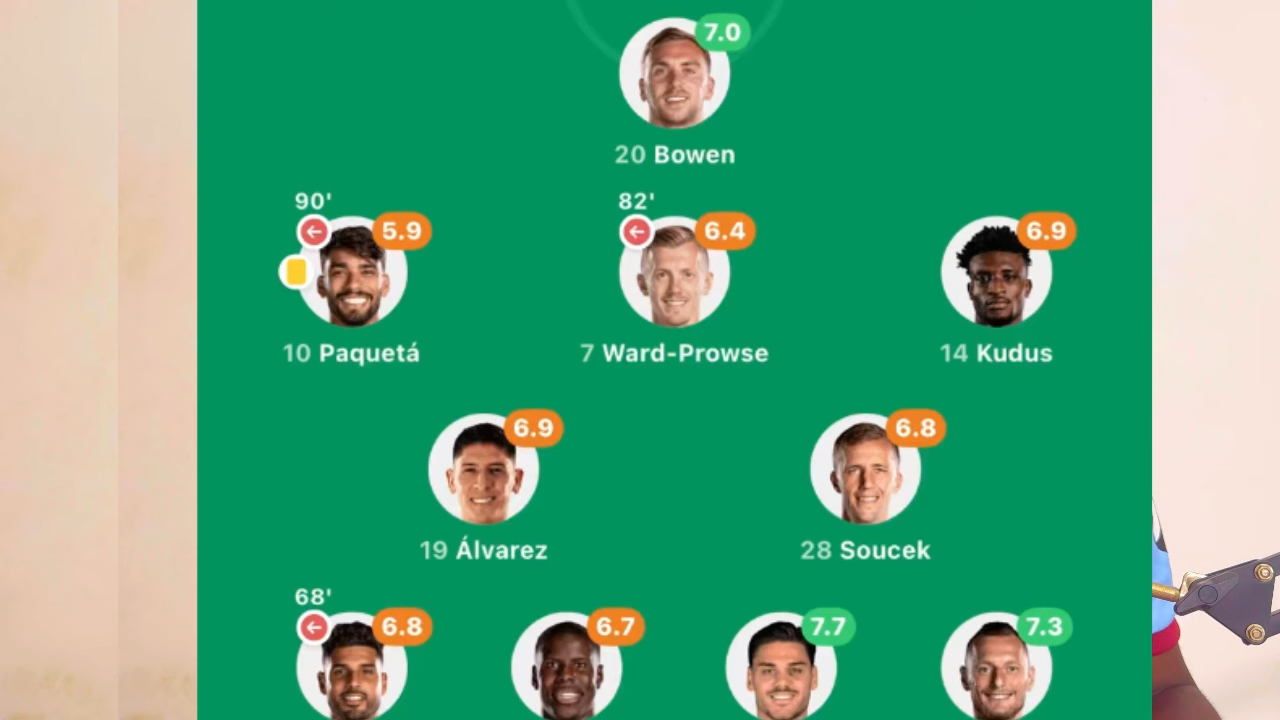 7.0
20 Bowen
90' 82'
5.9 6.4 6.9
10 Paquetá 7 Ward-Prowse 14 Kudus
6.9 6.8
19 Álvarez 28 Soucek
68'
6.8 6.7 7.7 7.3